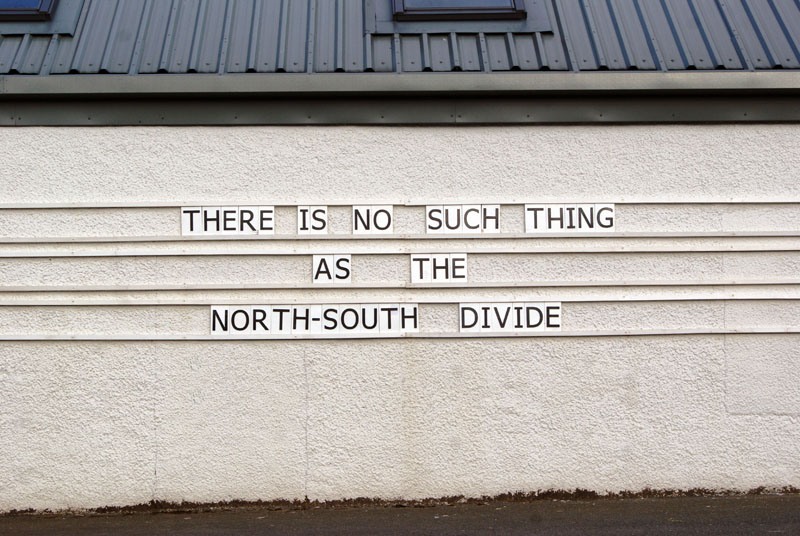 THERE IS NO SUCH THING
AS THE
NORTH-SOUTH DIVIDE